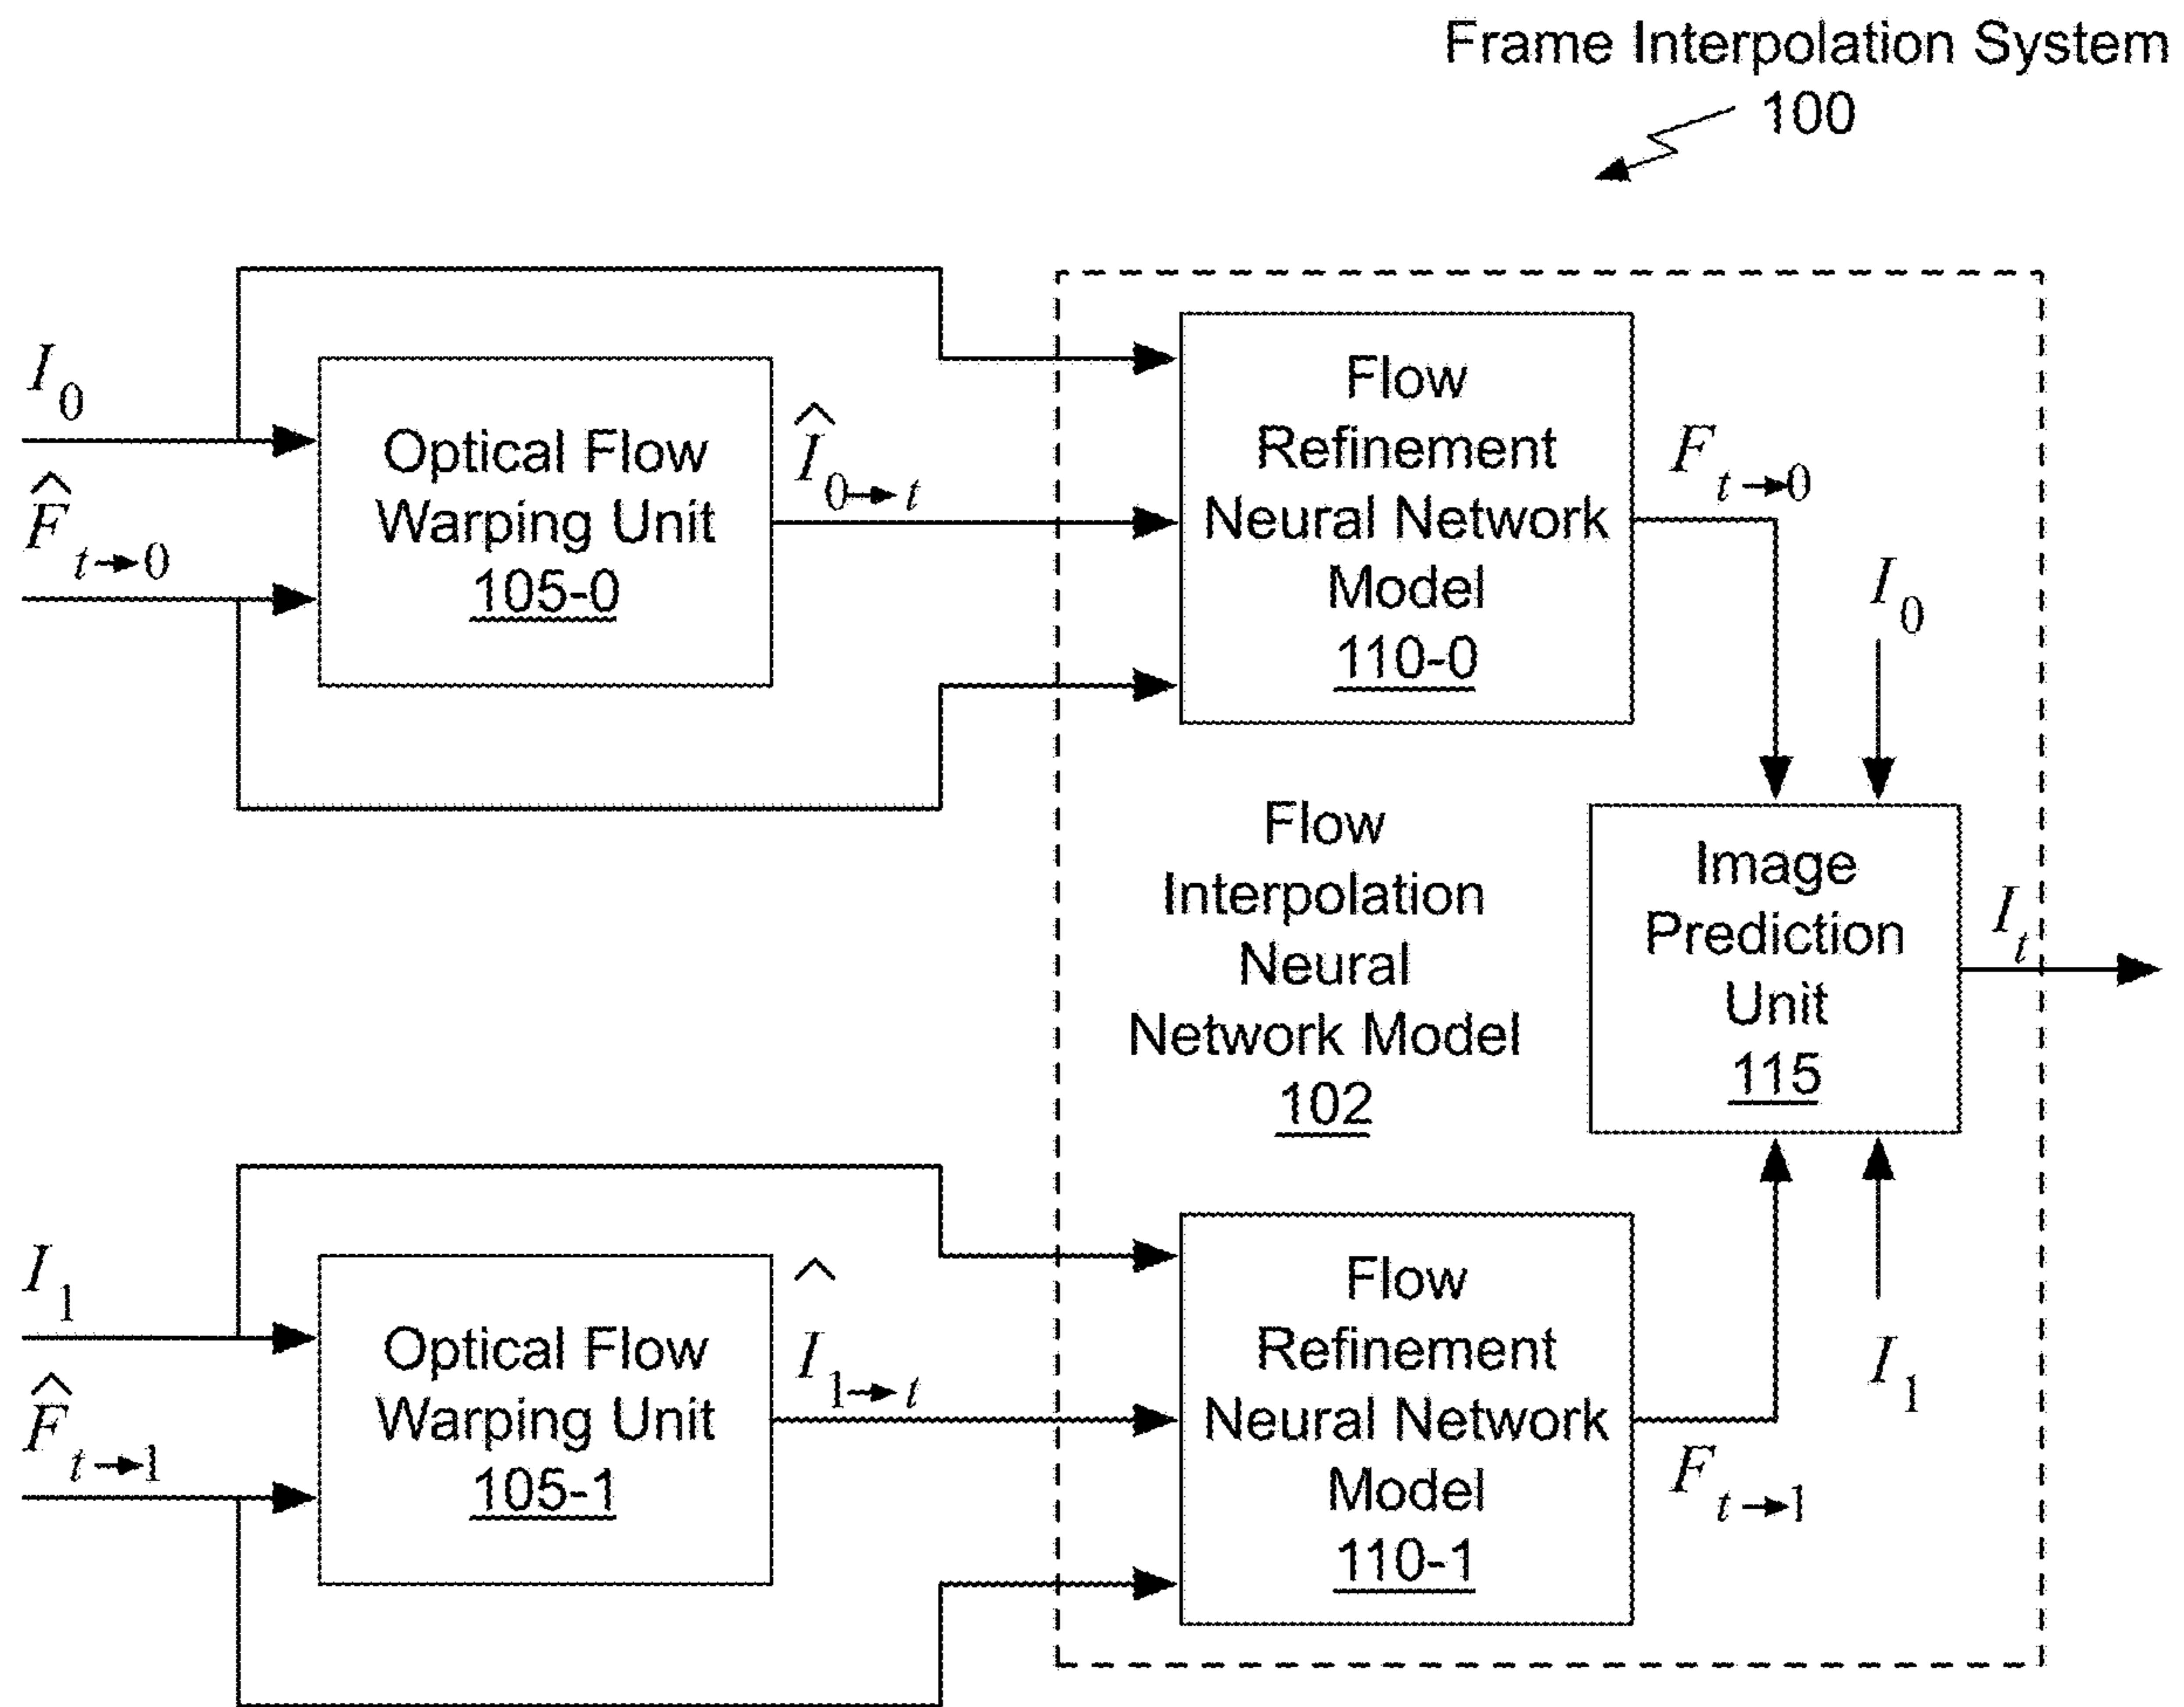 Frame Interpolation System
100
I0
F̂t→0
Optical Flow
Warping Unit
105-0
Î0→t
Flow
Refinement
Neural Network
Model
110-0
Ft→0
I0
Flow
Interpolation
Neural
Network Model
102
Image
Prediction
Unit
115
It
I1
F̂t→1
Optical Flow
Warping Unit
105-1
Î1→t
Flow
Refinement
Neural Network
Model
110-1
Ft→1
I1